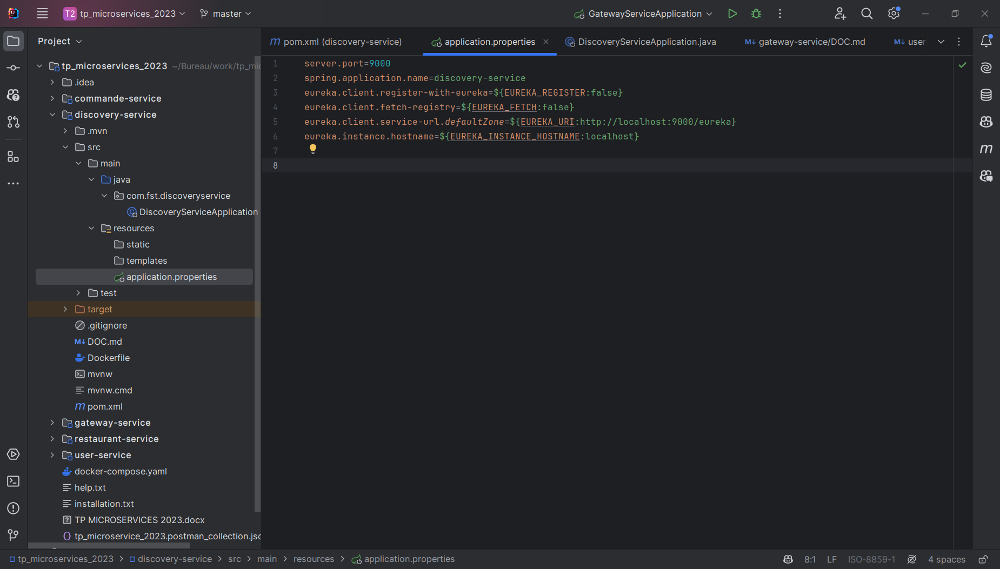 T2 tp_microservices_2023 master GatewayServiceApplication
Project
pom.xml (discovery-service) application.properties DiscoveryServiceApplication.java gateway-service/DOC.md user
tp_microservices_2023 ~/Bureau/work/tp_mic
.idea
commande-service
discovery-service
.mvn
src
main
java
com.fst.discoveryservice
DiscoveryServiceApplication
resources
static
templates
application.properties
test
target
.gitignore
DOC.md
Dockerfile
mvnw
mvnw.cmd
pom.xml
gateway-service
restaurant-service
user-service
docker-compose.yaml
help.txt
installation.txt
TP MICROSERVICES 2023.docx
tp_microservice_2023.postman_collection.jsc
1 server.port=9000
2 spring.application.name=discovery-service
3 eureka.client.register-with-eureka=${EUREKA_REGISTER:false}
4 eureka.client.fetch-registry=${EUREKA_FETCH:false}
5 eureka.client.service-url.defaultZone=${EUREKA_URI:http://localhost:9000/eureka}
6 eureka.instance.hostname=${EUREKA_INSTANCE_HOSTNAME:localhost}
7
8
tp_microservices_2023 > discovery-service > src > main > resources > application.properties 8:1 LF ISO-8859-1 4 spaces